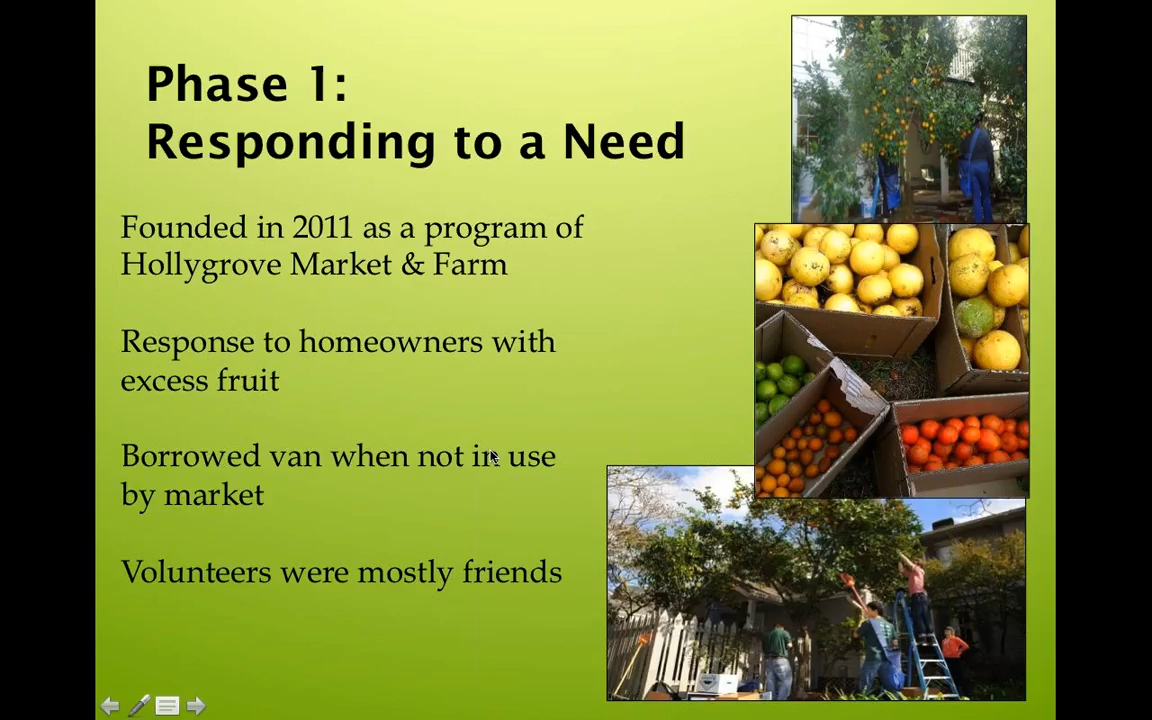 Phase 1:
Responding to a Need
Founded in 2011 as a program of
Hollygrove Market & Farm
Response to homeowners with
excess fruit
Borrowed van when not in use
by market
Volunteers were mostly friends